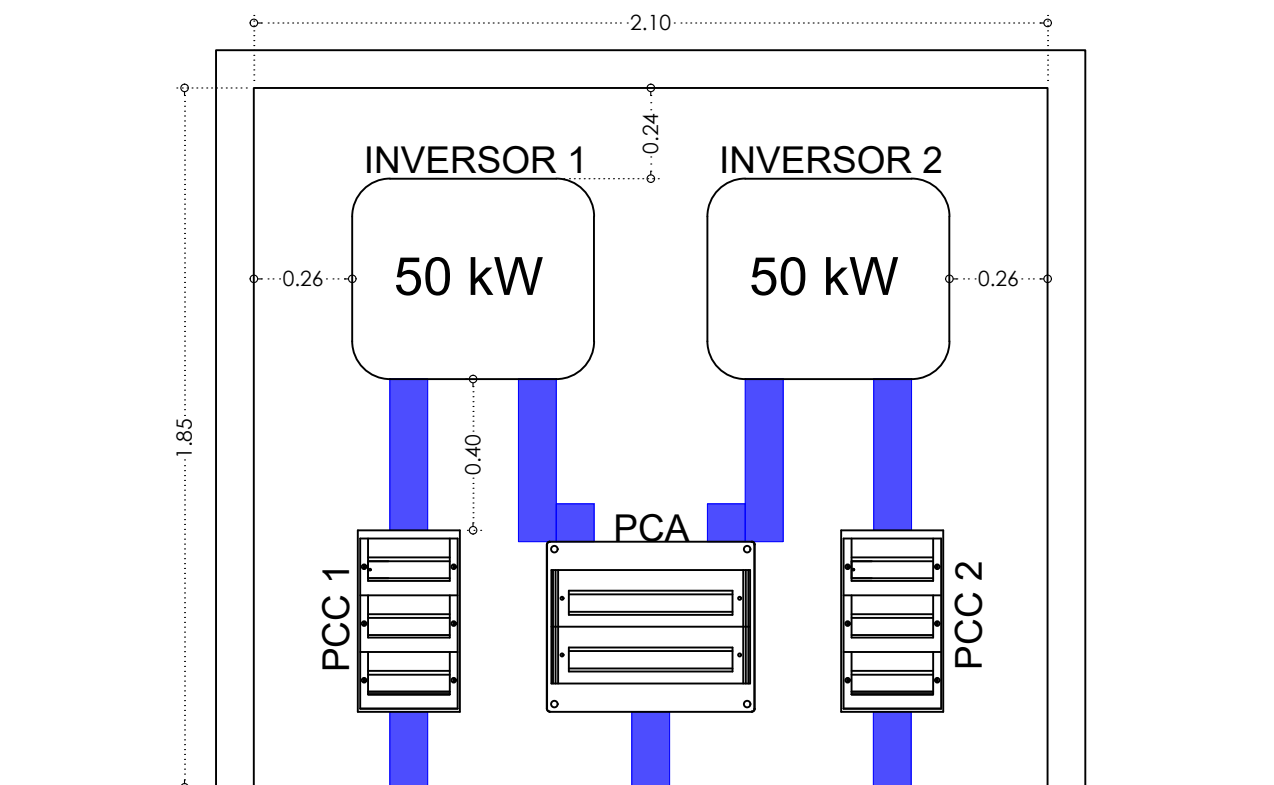 2.10
0.24
INVERSOR 1
INVERSOR 2
50 kW
50 kW
0.26
0.26
1.85
0.40
PCA
PCC 1
PCC 2